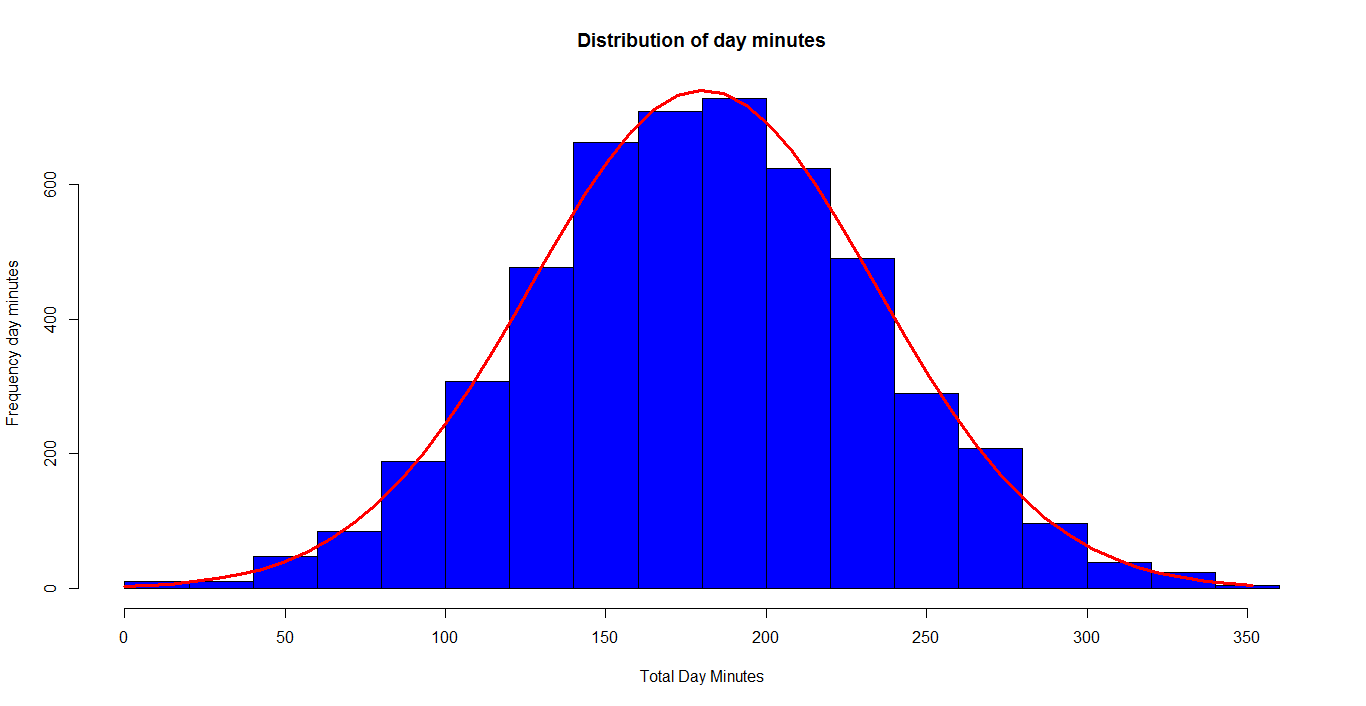 Distribution of day minutes
Frequency day minutes
600
400
200
0
0 50 100 150 200 250 300 350
Total Day Minutes